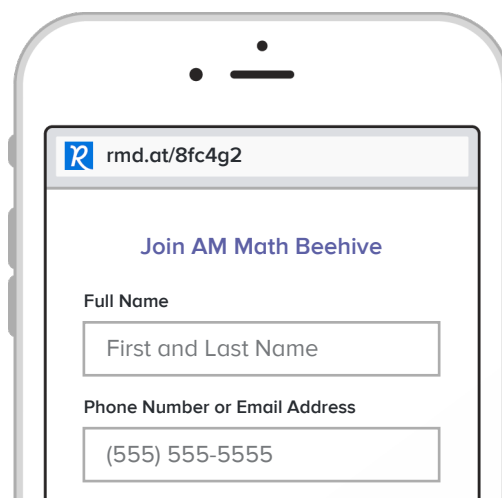 rmd.at/8fc4g2
Join AM Math Beehive
Full Name
First and Last Name
Phone Number or Email Address
(555) 555-5555